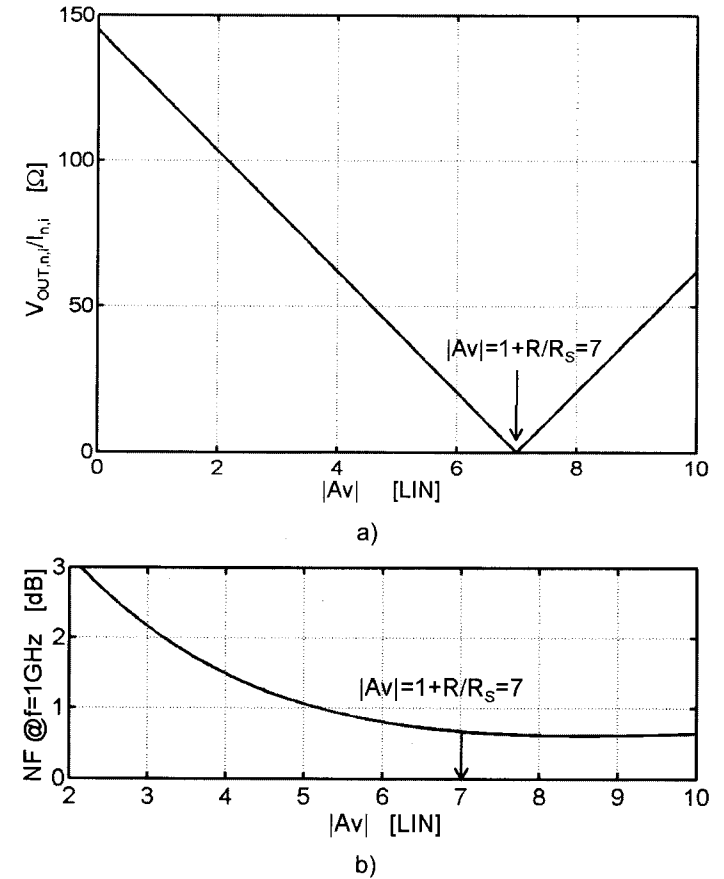 150
100
50
0
V_OUT,n,i/I_n,i [Ω]
|Av|=1+R/R_S=7
0 2 4 6 8 10
|Av| [LIN]
a)
3
2
1
0
NF @f=1GHz [dB]
|Av|=1+R/R_S=7
2 3 4 5 6 7 8 9 10
|Av| [LIN]
b)